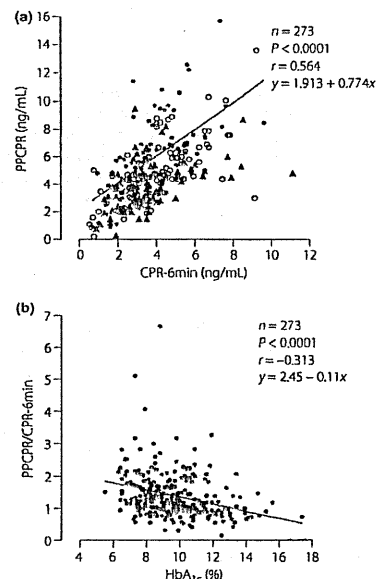 (a)
16
14
12
10
8
6
4
2
0
PPCPR (ng/mL)
n = 273
P < 0.0001
r = 0.564
y = 1.913 + 0.774x
0 2 4 6 8 10 12
CPR-6min (ng/mL)
(b)
7
6
5
4
3
2
1
0
PPCPR/CPR-6min
n = 273
P < 0.0001
r = −0.313
y = 2.45 − 0.11x
4 6 8 10 12 14 16 18
HbA1c (%)